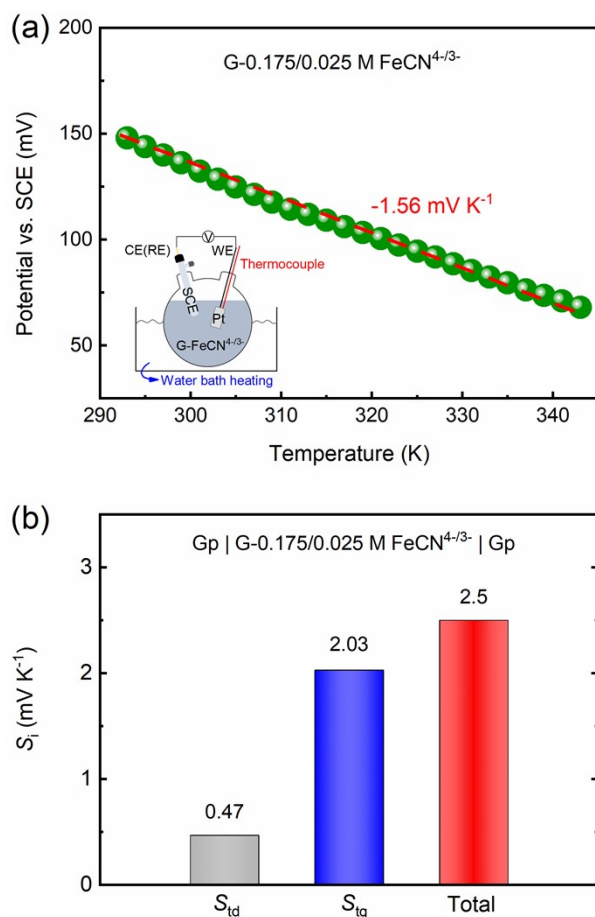 (a)
G-0.175/0.025 M FeCN⁴⁻/³⁻
Potential vs. SCE (mV)
200
150
100
50
-1.56 mV K⁻¹
V
CE(RE)
WE
Thermocouple
SCE
Pt
G-FeCN⁴⁻/³⁻
Water bath heating
290 300 310 320 330 340
Temperature (K)
(b)
Gp | G-0.175/0.025 M FeCN⁴⁻/³⁻ | Gp
Sᵢ (mV K⁻¹)
3
2
1
0
0.47
2.03
2.5
S_td S_tg Total